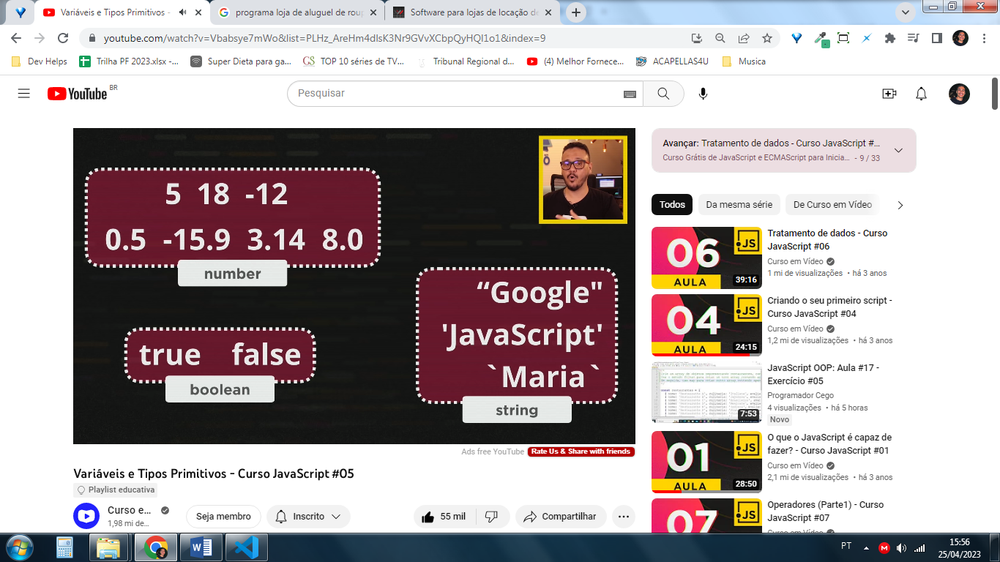 Variáveis e Tipos Primitivos -
programa loja de aluguel de roup
Software para lojas de locação de
youtube.com/watch?v=Vbabsye7mWo&list=PLHz_AreHm4dlsK3Nr9GVvXCbpQyHQl1o1&index=9
Dev Helps
Trilha PF 2023.xlsx -...
Super Dieta para ga...
GS
TOP 10 séries de TV...
Tribunal Regional d...
(4) Melhor Fornece...
ACAPELLAS4U
Musica
YouTube BR
Pesquisar
5 18 -12
0.5 -15.9 3.14 8.0
number
true false
boolean
“Google"
'JavaScript'
`Maria`
string
Ads free YouTube
Rate Us & Share with friends
Variáveis e Tipos Primitivos - Curso JavaScript #05
Playlist educativa
Curso e...
1,98 mi de...
Seja membro
Inscrito
55 mil
Compartilhar
Avançar: Tratamento de dados - Curso JavaScript #...
Curso Grátis de JavaScript e ECMAScript para Inicia... - 9 / 33
Todos
Da mesma série
De Curso em Vídeo
06
JS
AULA
39:16
Tratamento de dados - Curso
JavaScript #06
Curso em Vídeo
1 mi de visualizações • há 3 anos
04
JS
AULA
24:15
Criando o seu primeiro script -
Curso JavaScript #04
Curso em Vídeo
1,2 mi de visualizações • há 3 anos
7:53
JavaScript OOP: Aula #17 -
Exercício #05
Programador Cego
4 visualizações • há 5 horas
Novo
01
JS
AULA
28:50
O que o JavaScript é capaz de
fazer? - Curso JavaScript #01
Curso em Vídeo
2,1 mi de visualizações • há 3 anos
07
JS
Operadores (Parte1) - Curso
JavaScript #07
Curso em Vídeo
PT
15:56
25/04/2023